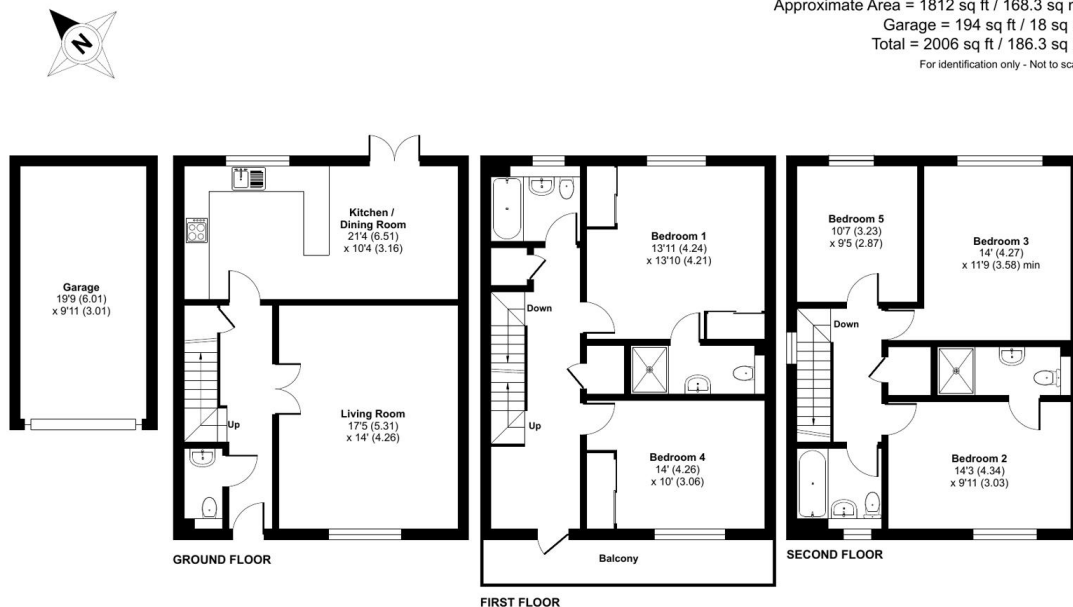 Approximate Area = 1812 sq ft / 168.3 sq m
Garage = 194 sq ft / 18 sq
Total = 2006 sq ft / 186.3 sq
For identification only - Not to sca
N
Garage
19'9 (6.01)
x 9'11 (3.01)
Kitchen /
Dining Room
21'4 (6.51)
x 10'4 (3.16)
Living Room
17'5 (5.31)
x 14' (4.26)
Up
GROUND FLOOR
Bedroom 1
13'11 (4.24)
x 13'10 (4.21)
Down
Up
Bedroom 4
14' (4.26)
x 10' (3.06)
Balcony
FIRST FLOOR
Bedroom 5
10'7 (3.23)
x 9'5 (2.87)
Bedroom 3
14' (4.27)
x 11'9 (3.58) min
Down
Bedroom 2
14'3 (4.34)
x 9'11 (3.03)
SECOND FLOOR